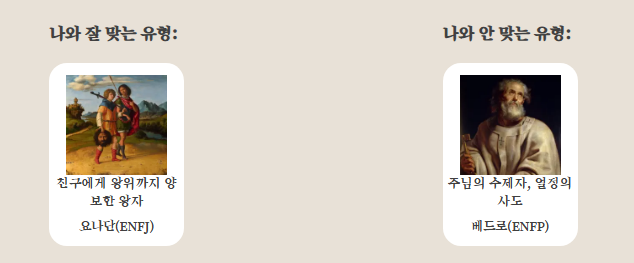 나와 잘 맞는 유형:
나와 안 맞는 유형:
친구에게 왕위까지 양
보한 왕자
요나단(ENFJ)
주님의 수제자, 열정의
사도
베드로(ENFP)